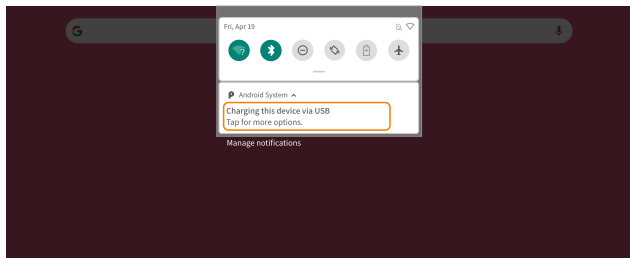 Fri, Apr 19
Android System
Charging this device via USB
Tap for more options.
Manage notifications